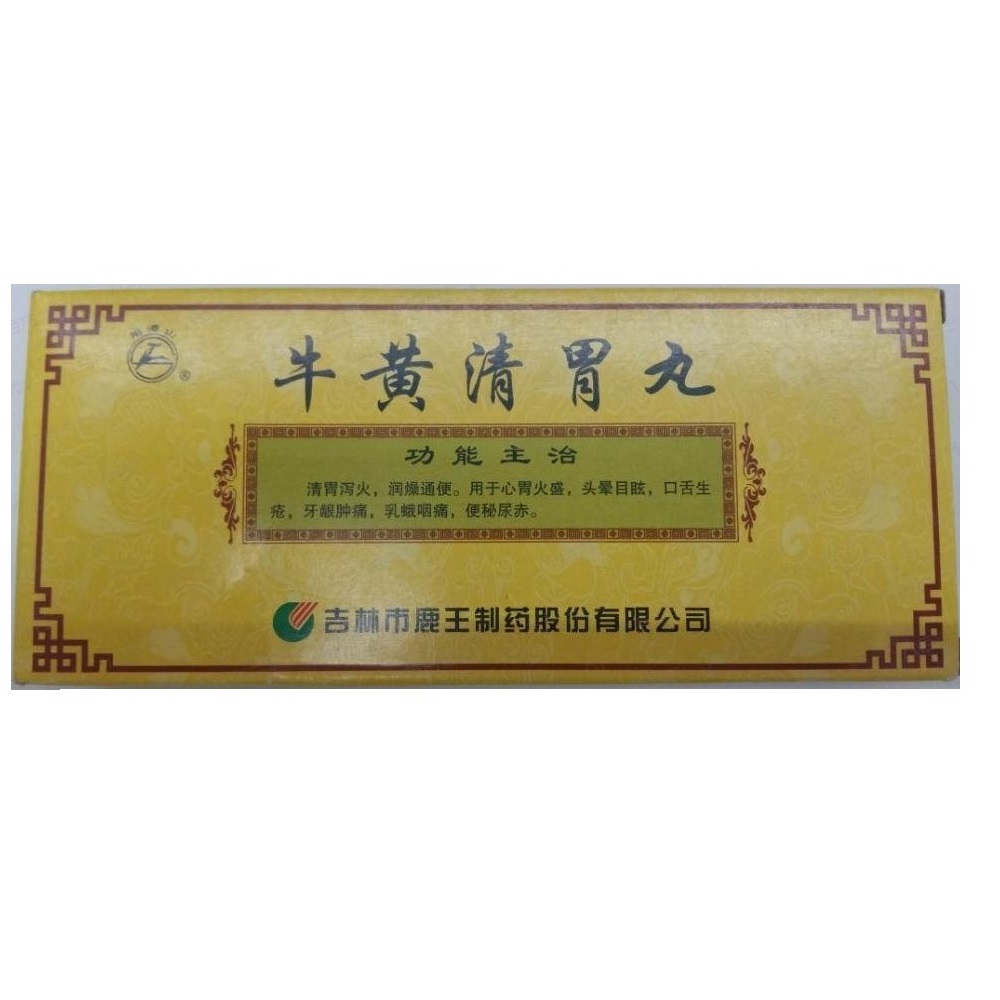 牛黄清胃丸
功能主治
清胃泻火，润燥通便。用于心胃火盛，头晕目眩，口舌生
疮，牙龈肿痛，乳蛾咽痛，便秘尿赤。
吉林市鹿王制药股份有限公司